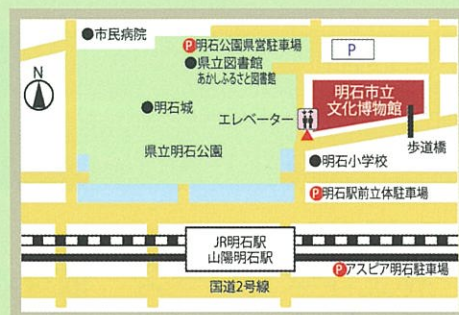 市民病院
P明石公園県営駐車場
県立図書館
あかしふるさと図書館
P
N
明石市立
文化博物館
明石城
エレベーター
歩道橋
県立明石公園
明石小学校
P明石駅前立体駐車場
JR明石駅
山陽明石駅
Pアスピア明石駐車場
国道2号線